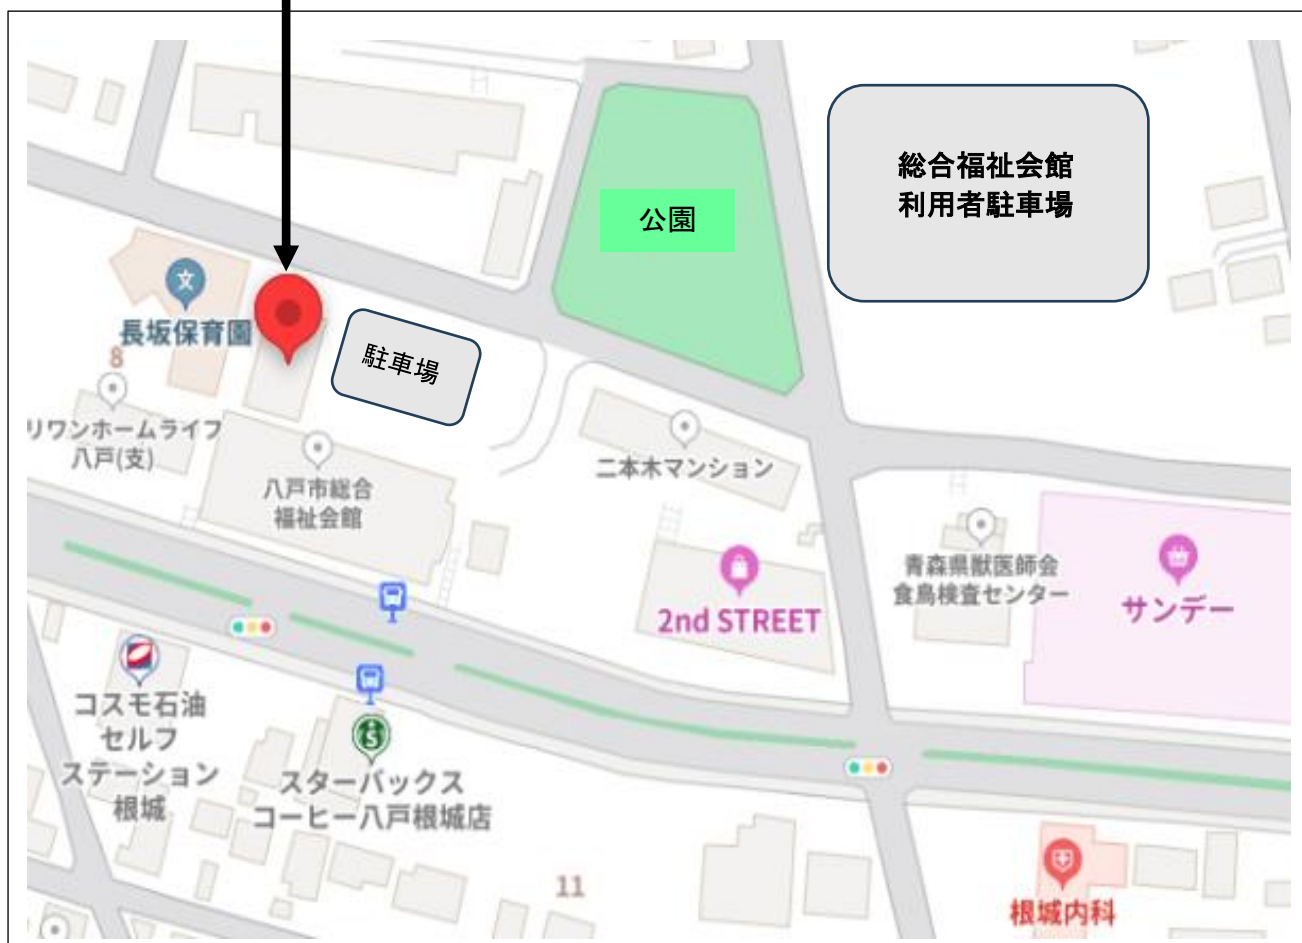 総合福祉会館
利用者駐車場
公園
長坂保育園
8
駐車場
リワンホームライフ
八戸(支)
八戸市総合
福祉会館
二本木マンション
青森県獣医師会
食鳥検査センター
サンデー
2nd STREET
コスモ石油
セルフ
ステーション
根城
スターバックス
コーヒー八戸根城店
11
根城内科